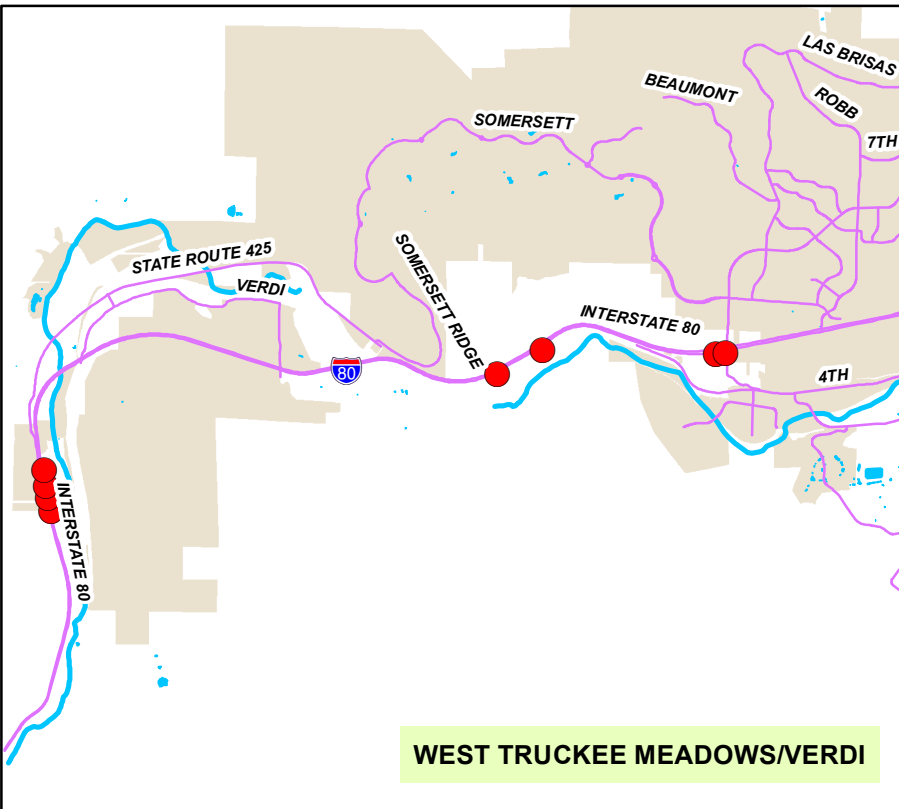 LAS BRISAS
BEAUMONT
ROBB
SOMERSETT
7TH
STATE ROUTE 425
VERDI
SOMERSETT RIDGE
INTERSTATE 80
80
4TH
INTERSTATE 80
WEST TRUCKEE MEADOWS/VERDI